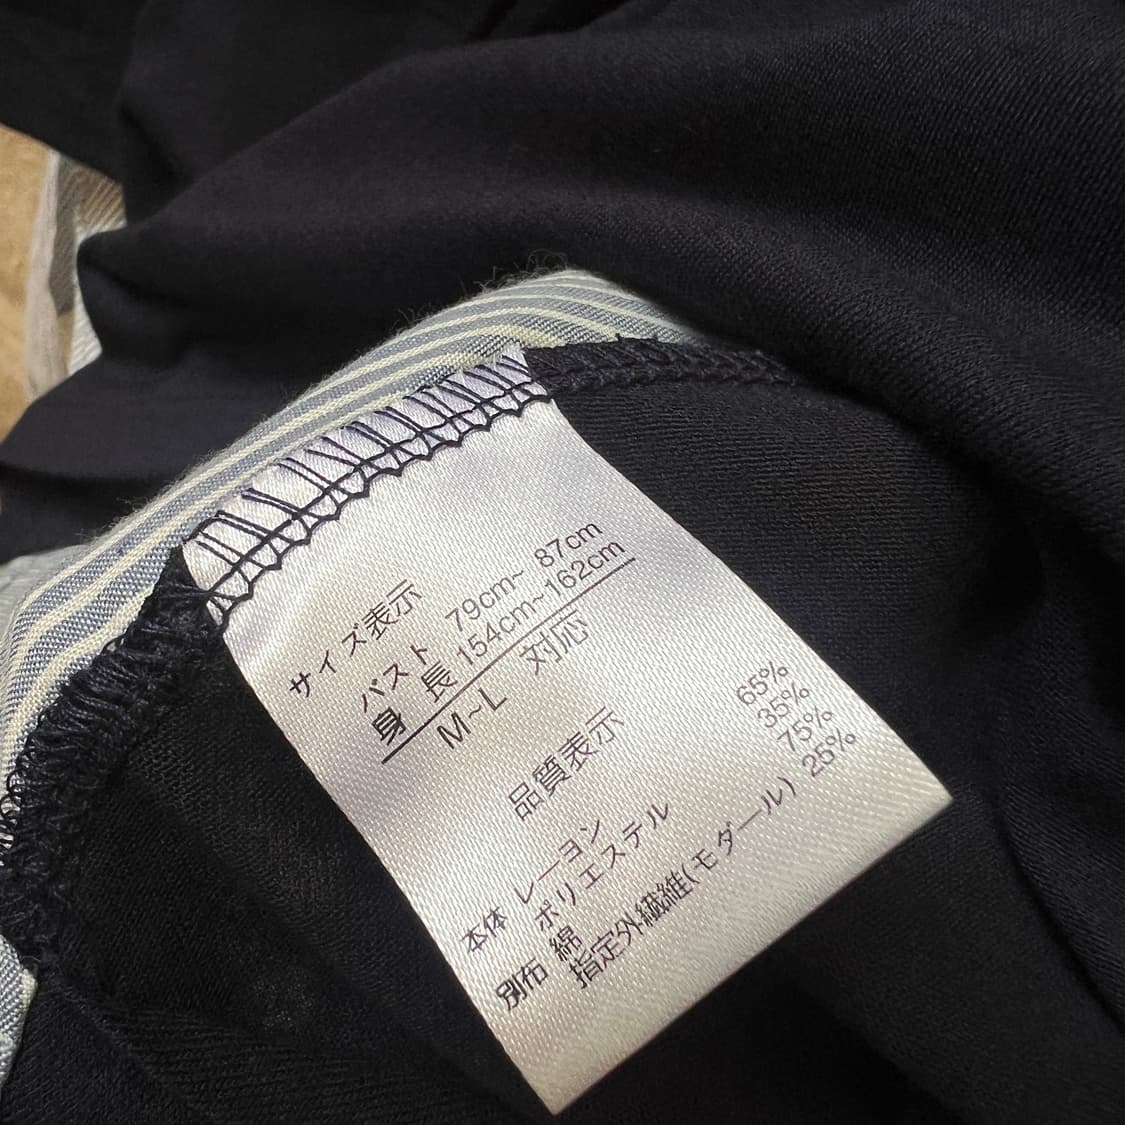 サイズ表示
バスト 79cm~ 87cm
身 長 154cm~162cm
M~L 対応
品質表示
本体 レーヨン 65%
ポリエステル 35%
別布 綿 75%
指定外繊維(モダール) 25%